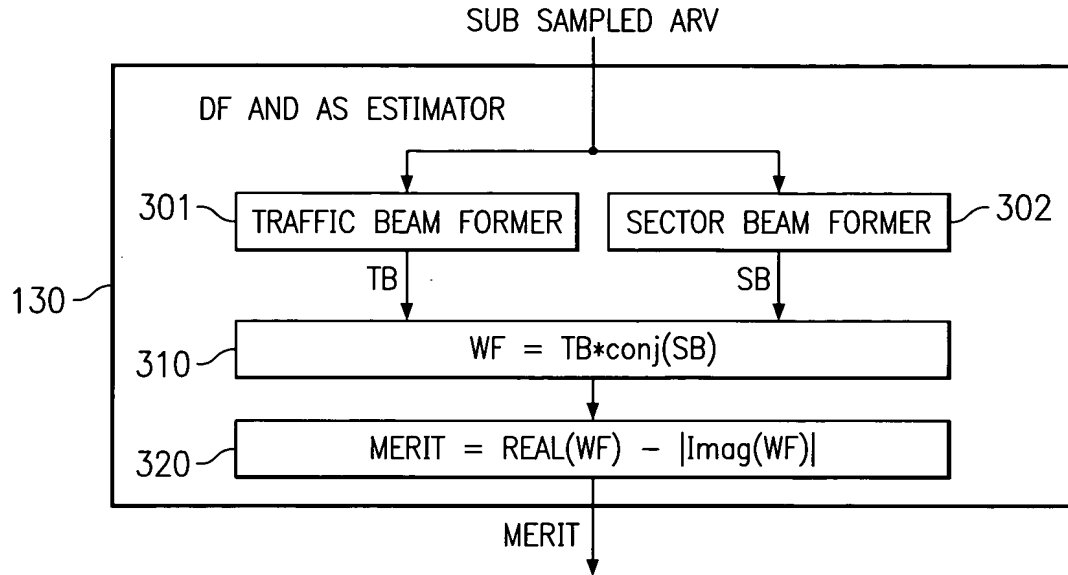 SUB SAMPLED ARV
DF AND AS ESTIMATOR
301
TRAFFIC BEAM FORMER
SECTOR BEAM FORMER
302
TB
SB
130
310
WF = TB*conj(SB)
320
MERIT = REAL(WF) - |Imag(WF)|
MERIT